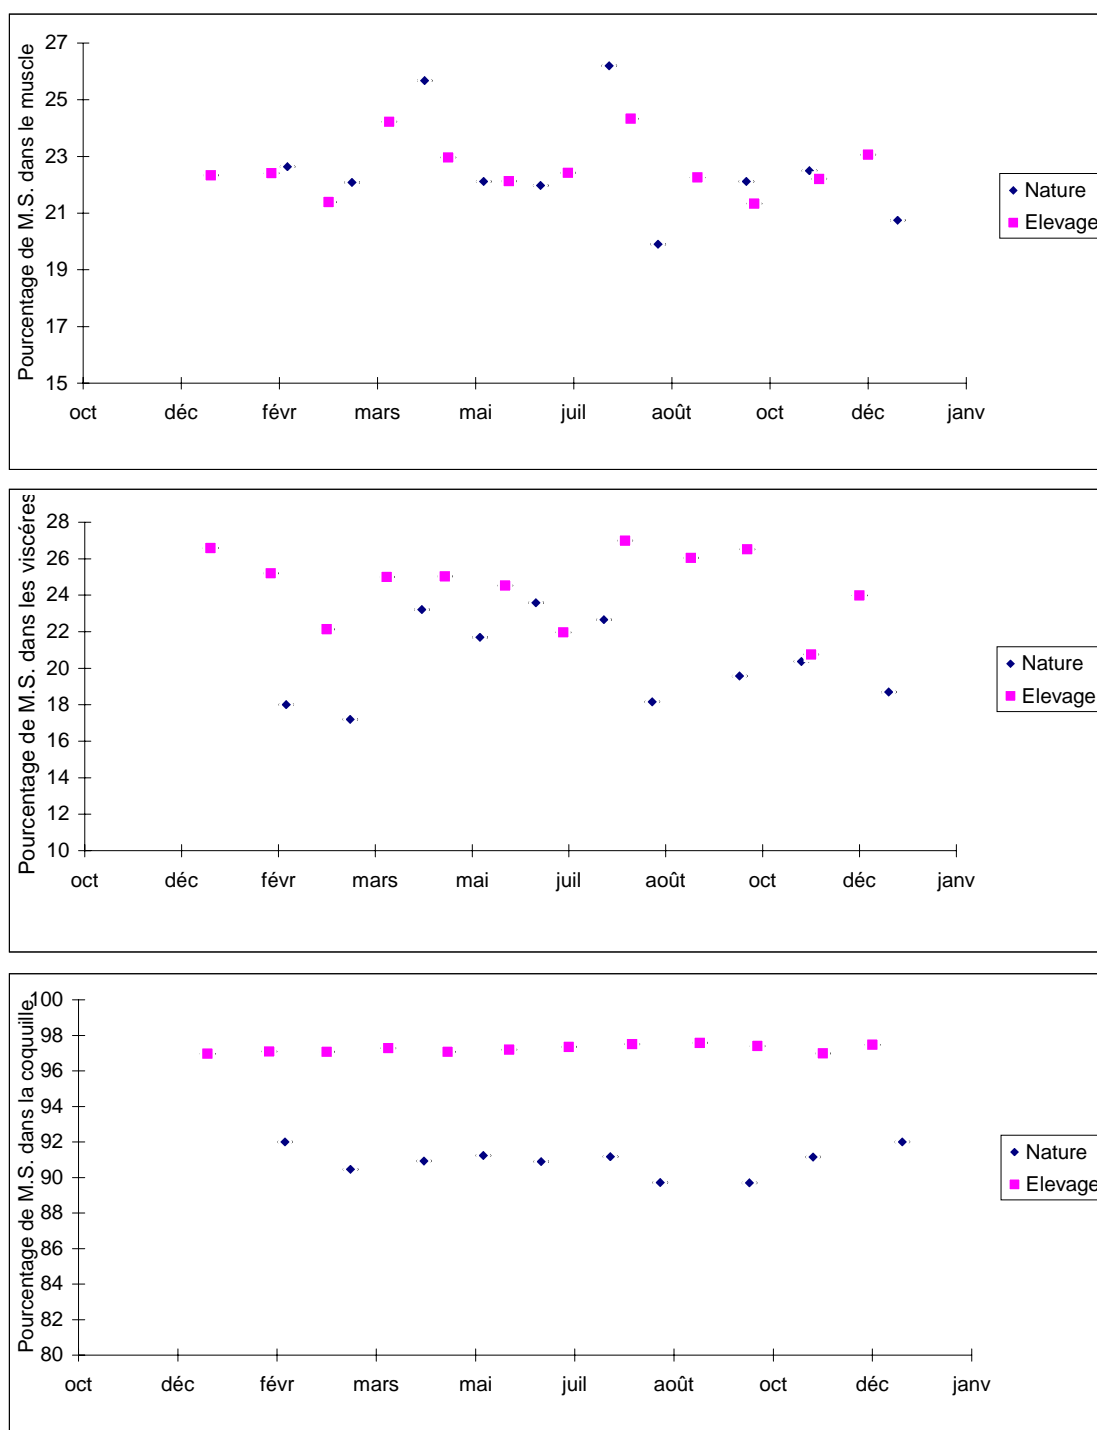 Pourcentage de M.S. dans le muscle
27
25
23
21
19
17
15
oct déc févr mars mai juil août oct déc janv
Nature
Elevage
Pourcentage de M.S. dans les viscéres
28
26
24
22
20
18
16
14
12
10
oct déc févr mars mai juil août oct déc janv
Nature
Elevage
Pourcentage de M.S. dans la coquuille
100
98
96
94
92
90
88
86
84
82
80
oct déc févr mars mai juil août oct déc janv
Nature
Elevage